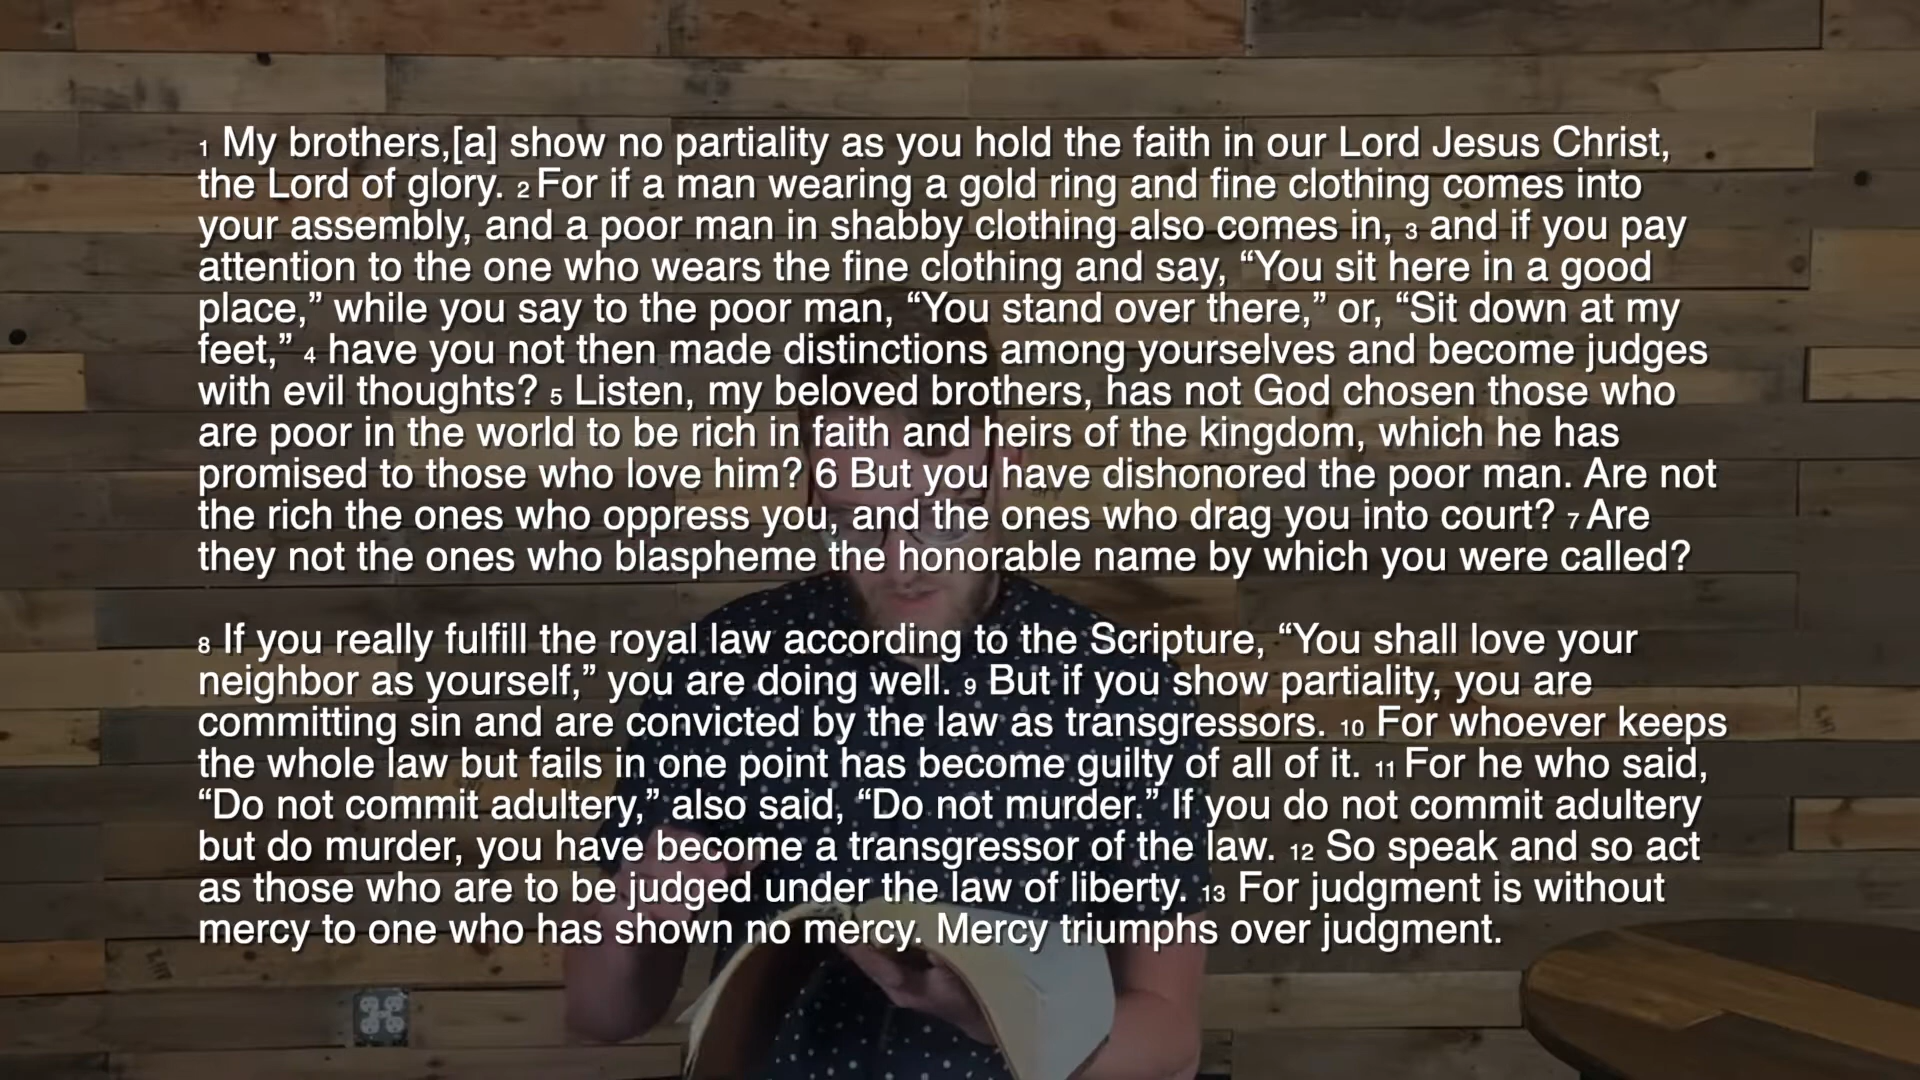 1 My brothers,[a] show no partiality as you hold the faith in our Lord Jesus Christ,
the Lord of glory. 2 For if a man wearing a gold ring and fine clothing comes into
your assembly, and a poor man in shabby clothing also comes in, 3 and if you pay
attention to the one who wears the fine clothing and say, “You sit here in a good
place,” while you say to the poor man, “You stand over there,” or, “Sit down at my
feet,” 4 have you not then made distinctions among yourselves and become judges
with evil thoughts? 5 Listen, my beloved brothers, has not God chosen those who
are poor in the world to be rich in faith and heirs of the kingdom, which he has
promised to those who love him? 6 But you have dishonored the poor man. Are not
the rich the ones who oppress you, and the ones who drag you into court? 7 Are
they not the ones who blaspheme the honorable name by which you were called?
8 If you really fulfill the royal law according to the Scripture, “You shall love your
neighbor as yourself,” you are doing well. 9 But if you show partiality, you are
committing sin and are convicted by the law as transgressors. 10 For whoever keeps
the whole law but fails in one point has become guilty of all of it. 11 For he who said,
“Do not commit adultery,” also said, “Do not murder.” If you do not commit adultery
but do murder, you have become a transgressor of the law. 12 So speak and so act
as those who are to be judged under the law of liberty. 13 For judgment is without
mercy to one who has shown no mercy. Mercy triumphs over judgment.